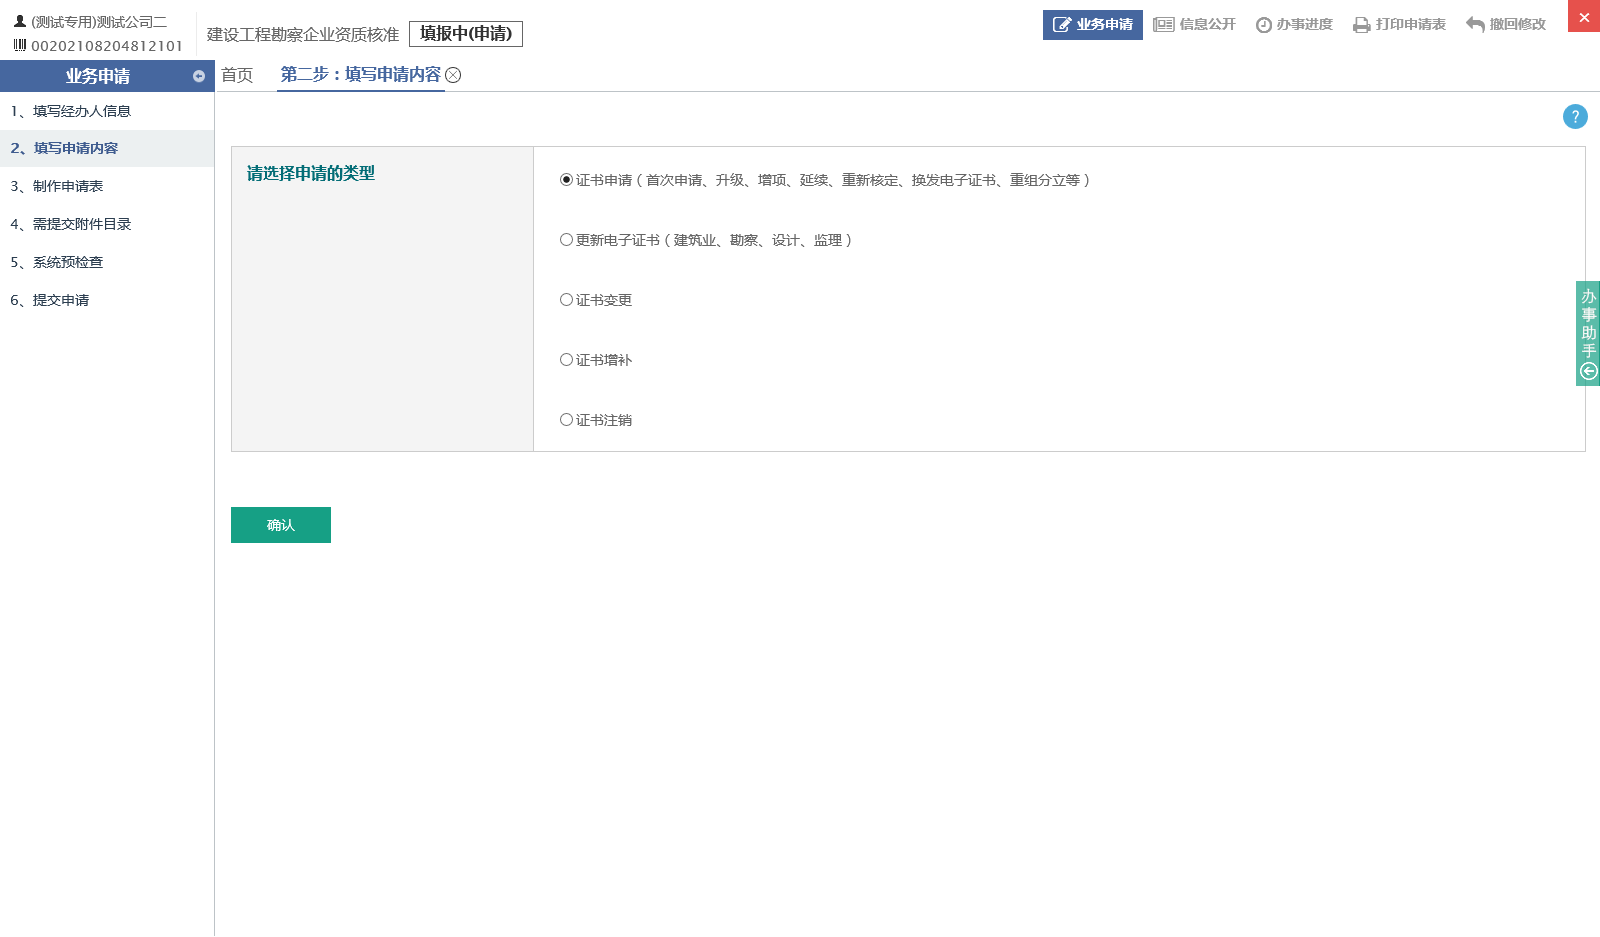 (测试专用)测试公司二
00202108204812101
建设工程勘察企业资质核准 填报中(申请)
业务申请 信息公开 办事进度 打印申请表 撤回修改
业务申请
首页 第二步：填写申请内容
1、填写经办人信息
2、填写申请内容
3、制作申请表
4、需提交附件目录
5、系统预检查
6、提交申请
?
请选择申请的类型
证书申请（首次申请、升级、增项、延续、重新核定、换发电子证书、重组分立等）
更新电子证书（建筑业、勘察、设计、监理）
证书变更
证书增补
证书注销
确认
办事助手